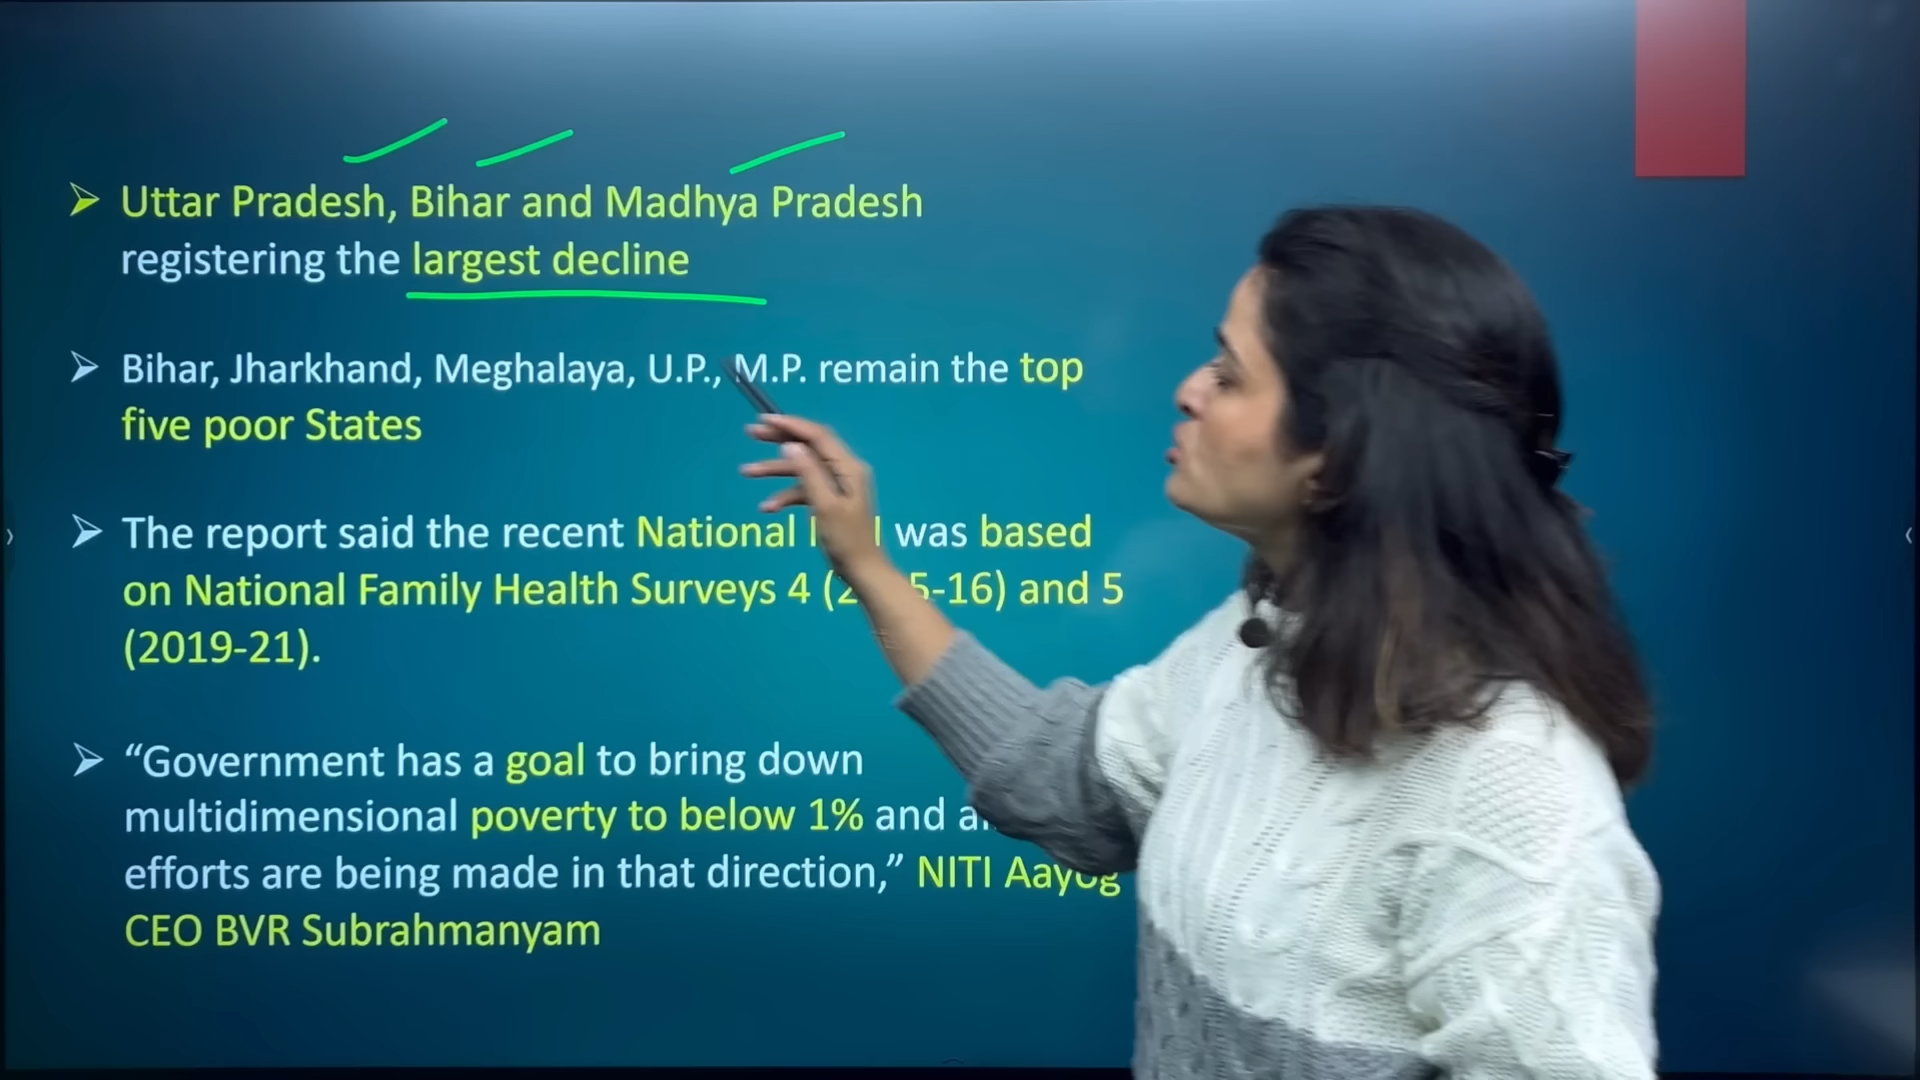 Uttar Pradesh, Bihar and Madhya Pradesh
registering the largest decline
Bihar, Jharkhand, Meghalaya, U.P., M.P. remain the top
five poor States
The report said the recent National was based
on National Family Health Surveys 4 and 5
(2019-21).
“Government has a goal to bring down
multidimensional poverty to below 1% and
efforts are being made in that direction,” NITI Aayog
CEO BVR Subrahmanyam